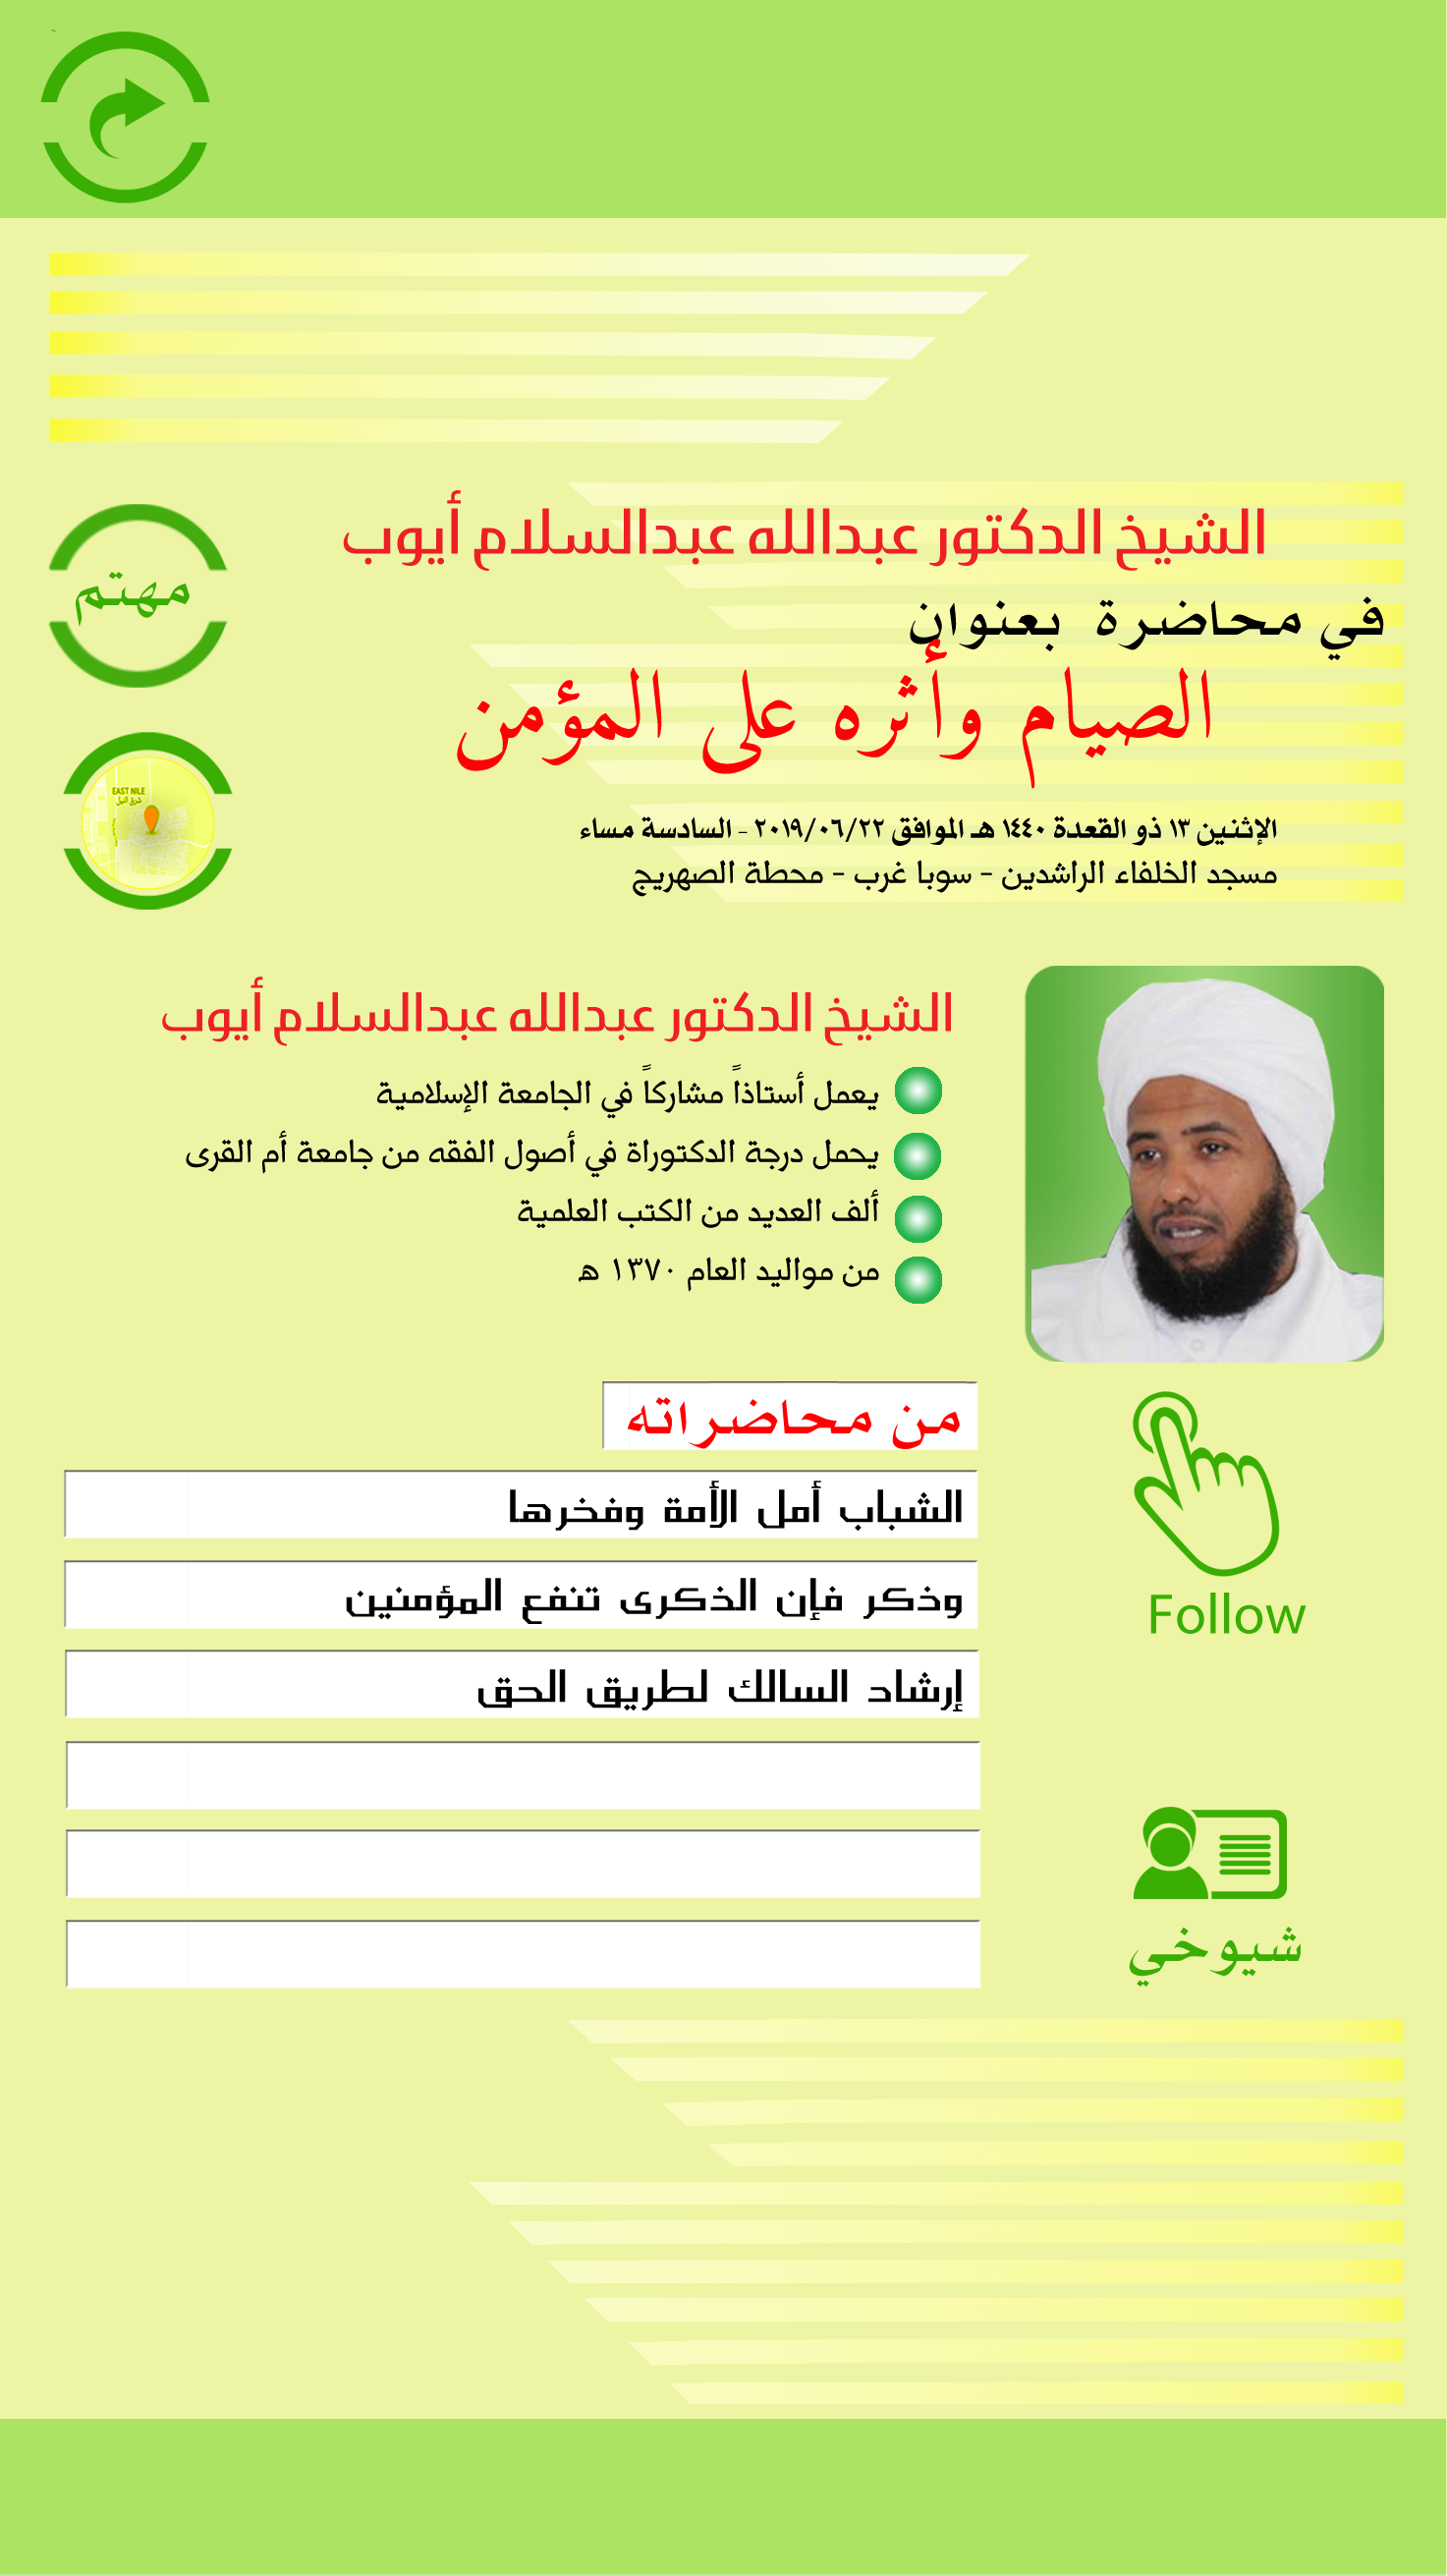 الشيخ الدكتور عبدالله عبدالسلام أيوب
في محاضرة بعنوان
مهتم
الصيام وأثره على المؤمن
EAST NILE
شرق النيل
الإثنين ١٣ ذو القعدة ١٤٤٠ هـ الموافق ٢٠١٩/٠٦/٢٢ - السادسة مساء
مسجد الخلفاء الراشدين - سوبا غرب - محطة الصهريج
الشيخ الدكتور عبدالله عبدالسلام أيوب
يعمل أستاذاً مشاركاً في الجامعة الإسلامية
يحمل درجة الدكتوراة في أصول الفقه من جامعة أم القرى
ألف العديد من الكتب العلمية
من مواليد العام ١٣٧٠ ه
من محاضراته
الشباب أمل الأمة وفخرها
وذكر فإن الذكرى تنفع المؤمنين
Follow
إرشاد السالك لطريق الحق
شيوخي